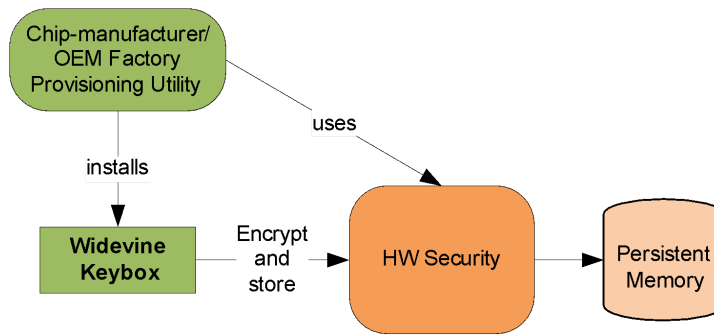 Chip-manufacturer/
OEM Factory
Provisioning Utility
uses
installs
Widevine
Keybox
Encrypt
and
store
HW Security
Persistent
Memory